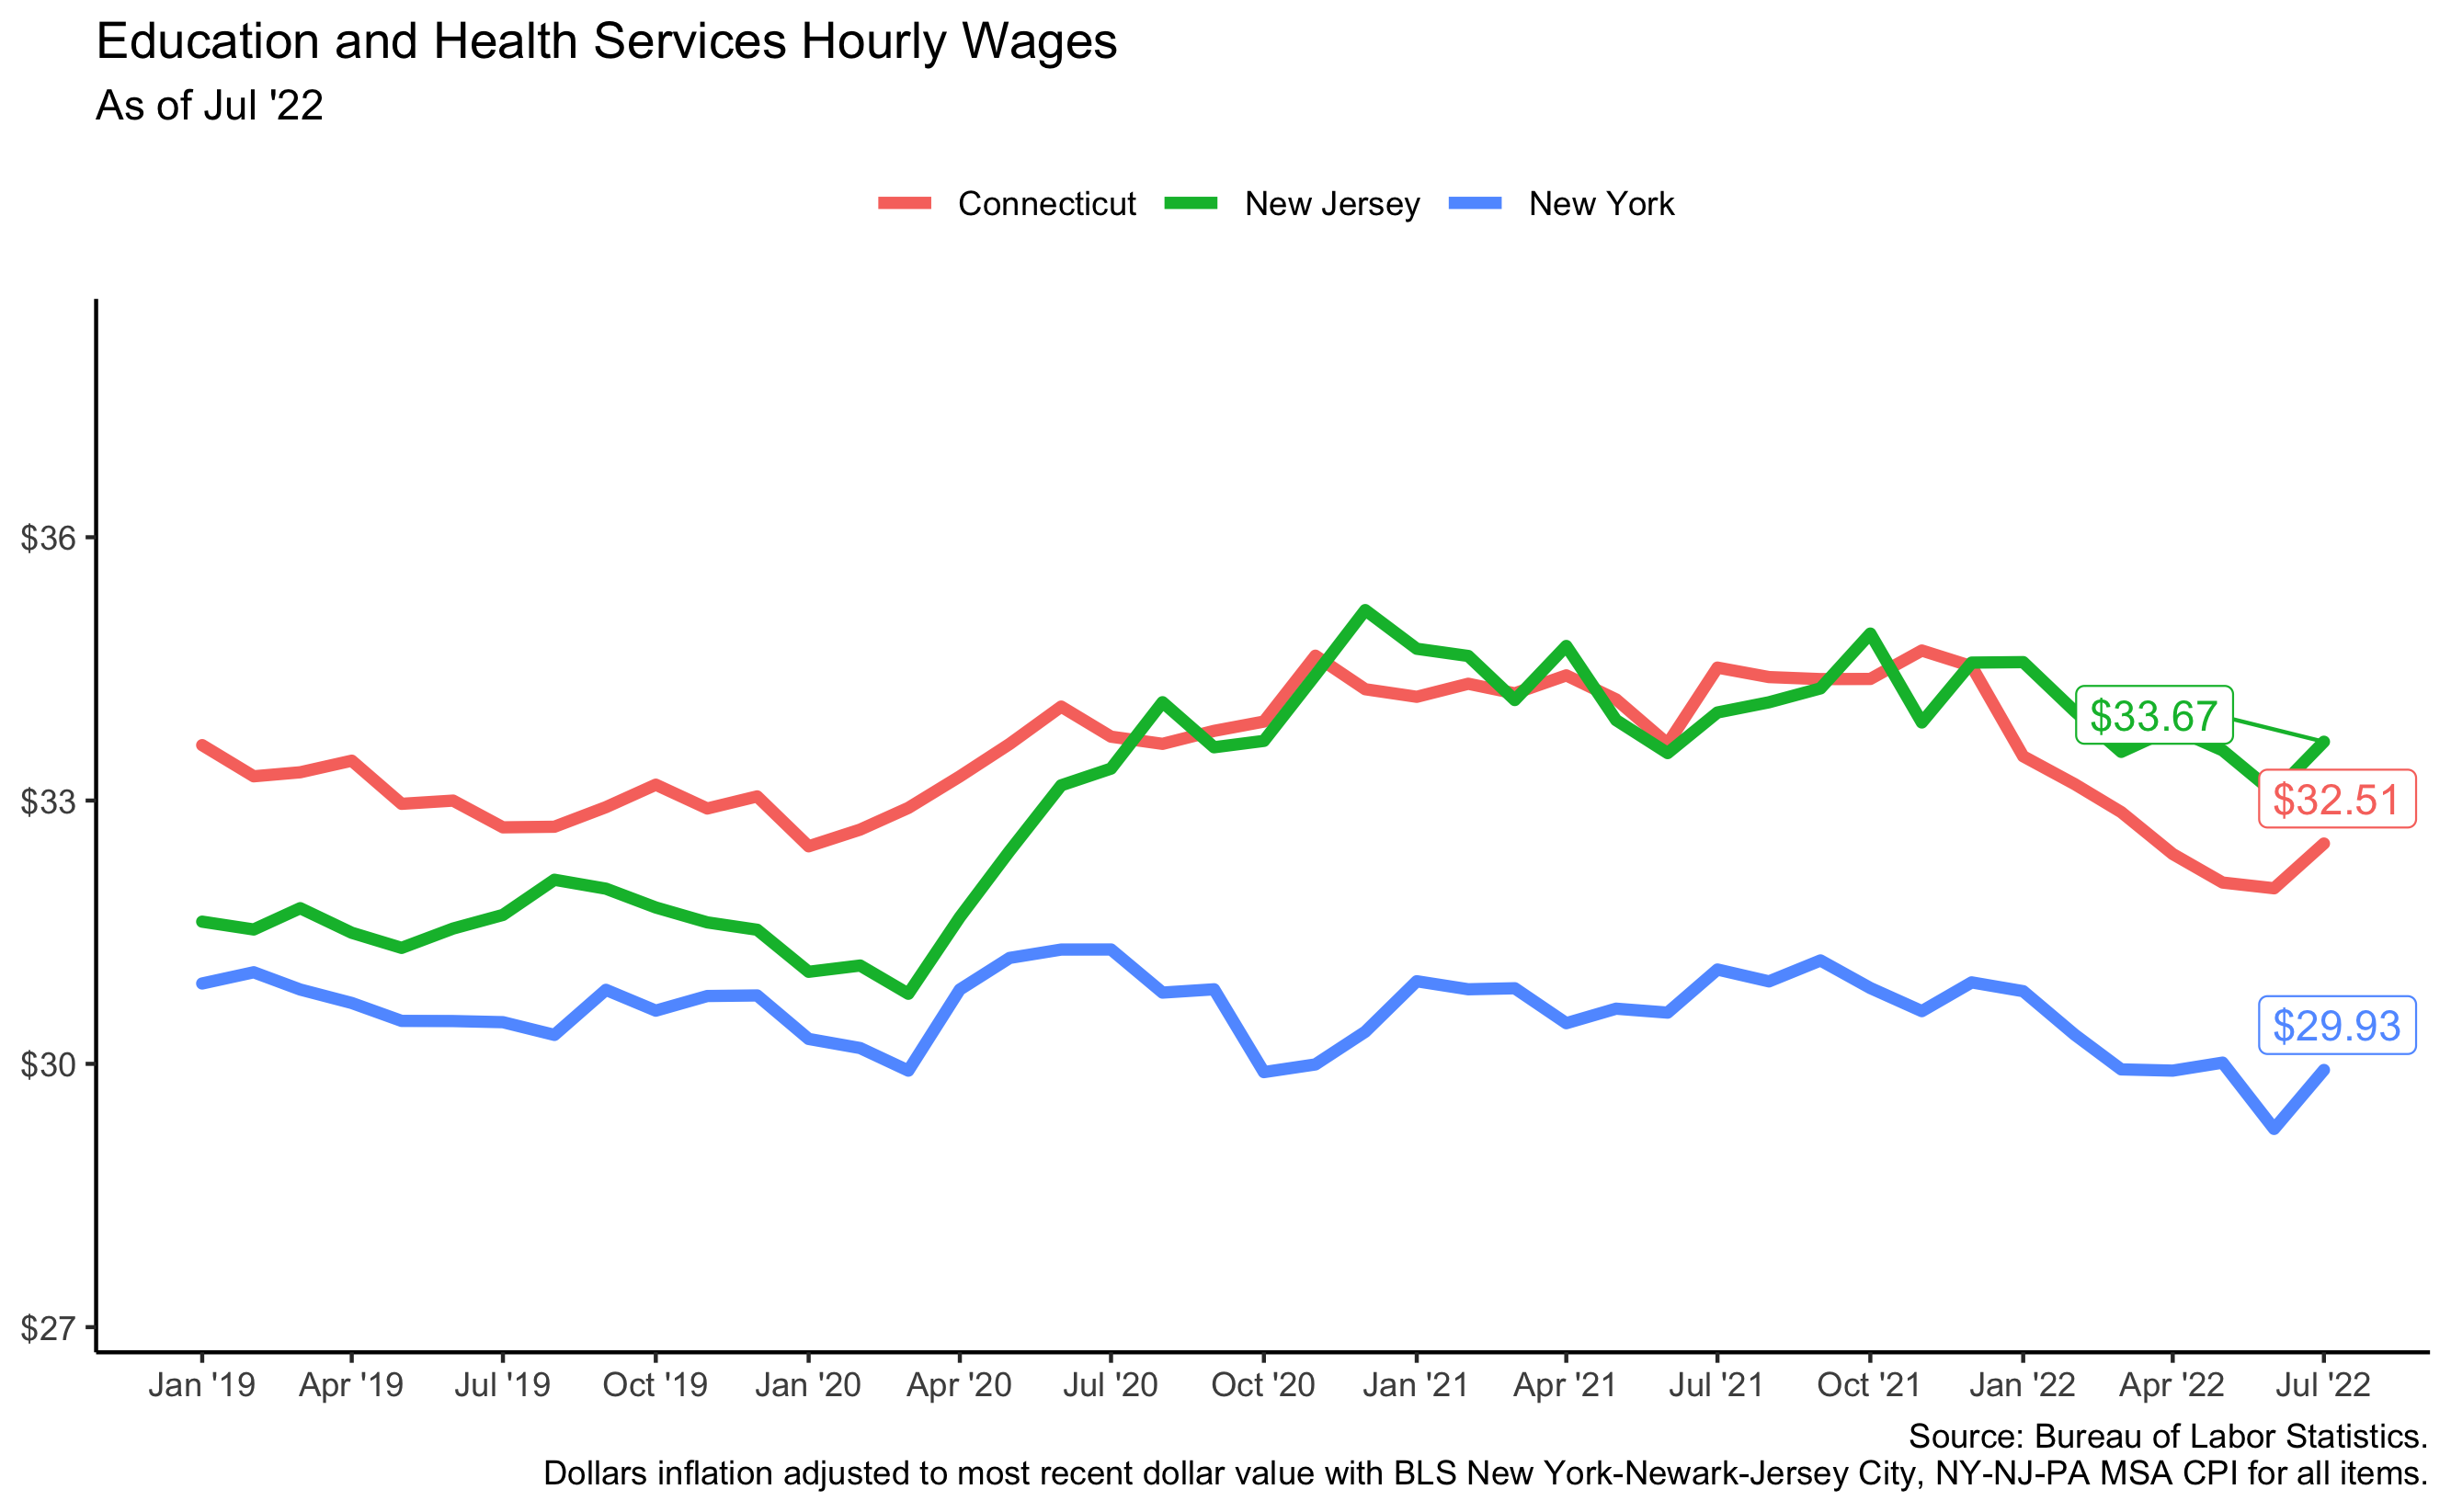 Education and Health Services Hourly Wages
As of Jul '22
Connecticut New Jersey New York
$36
$33
$30
$27
$33.67
$32.51
$29.93
Jan '19 Apr '19 Jul '19 Oct '19 Jan '20 Apr '20 Jul '20 Oct '20 Jan '21 Apr '21 Jul '21 Oct '21 Jan '22 Apr '22 Jul '22
Source: Bureau of Labor Statistics.
Dollars inflation adjusted to most recent dollar value with BLS New York-Newark-Jersey City, NY-NJ-PA MSA CPI for all items.